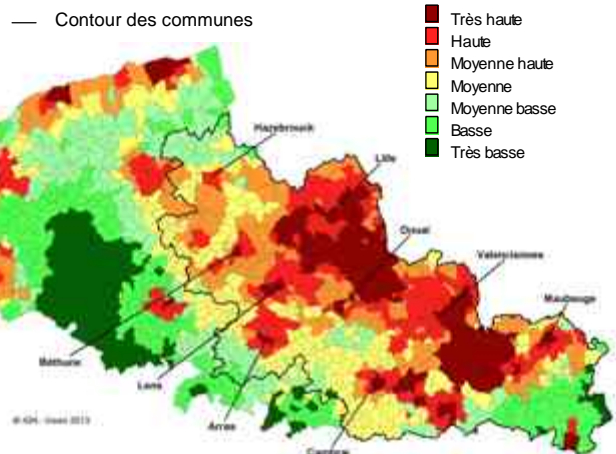 Contour des communes
Très haute
Haute
Moyenne haute
Moyenne
Moyenne basse
Basse
Très basse
Hazebrouck
Lille
Douai
Valenciennes
Maubeuge
Béthune
Lens
Arras
Cambrai